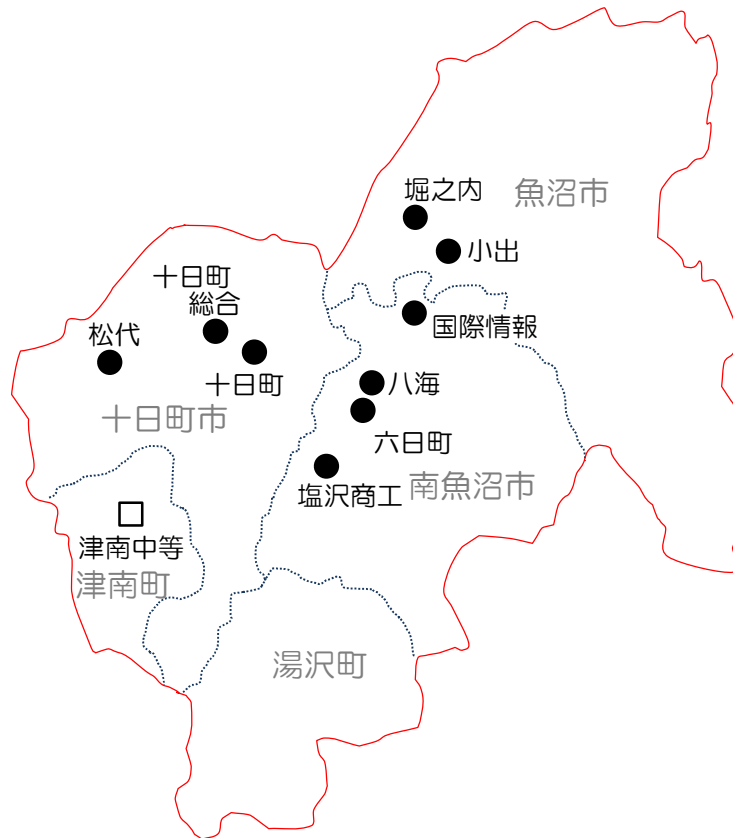 堀之内
魚沼市
小出
十日町
総合
国際情報
松代
十日町
八海
十日町市
六日町
南魚沼市
塩沢商工
津南中等
津南町
湯沢町